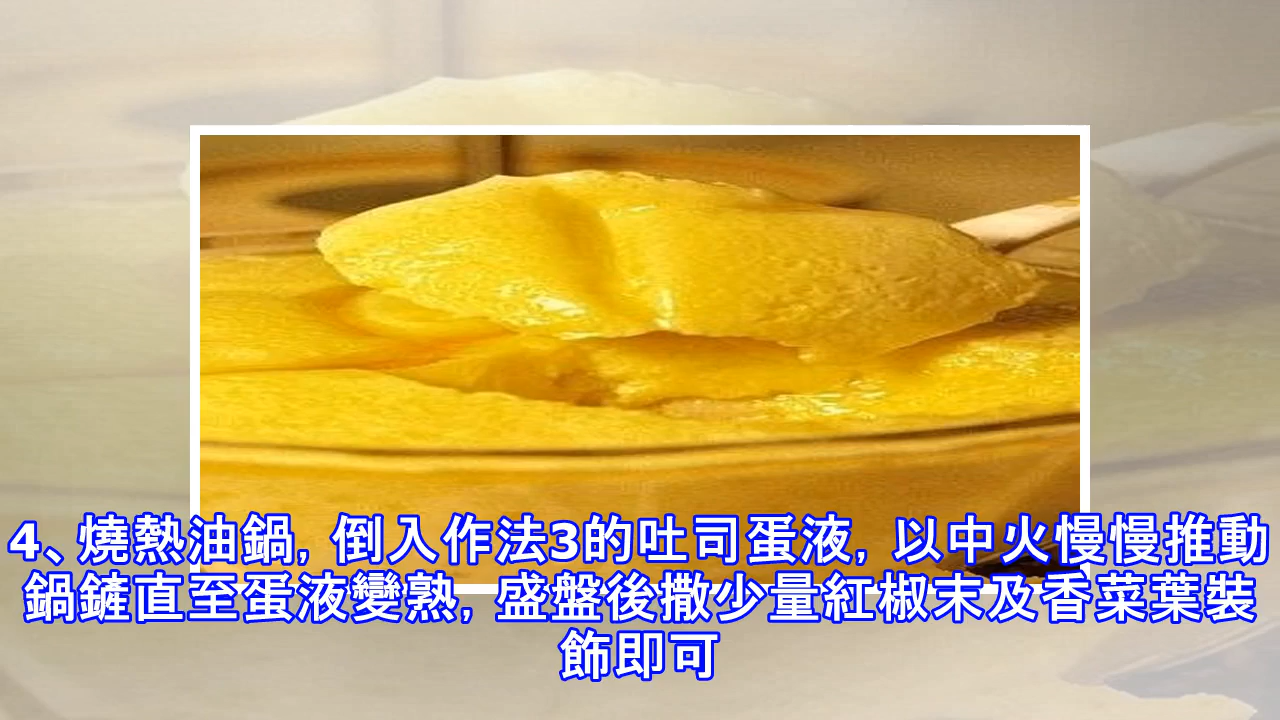 4、燒熱油鍋, 倒入作法3的吐司蛋液, 以中火慢慢推動
鍋鏟直至蛋液變熟, 盛盤後撒少量紅椒末及香菜葉裝
飾即可